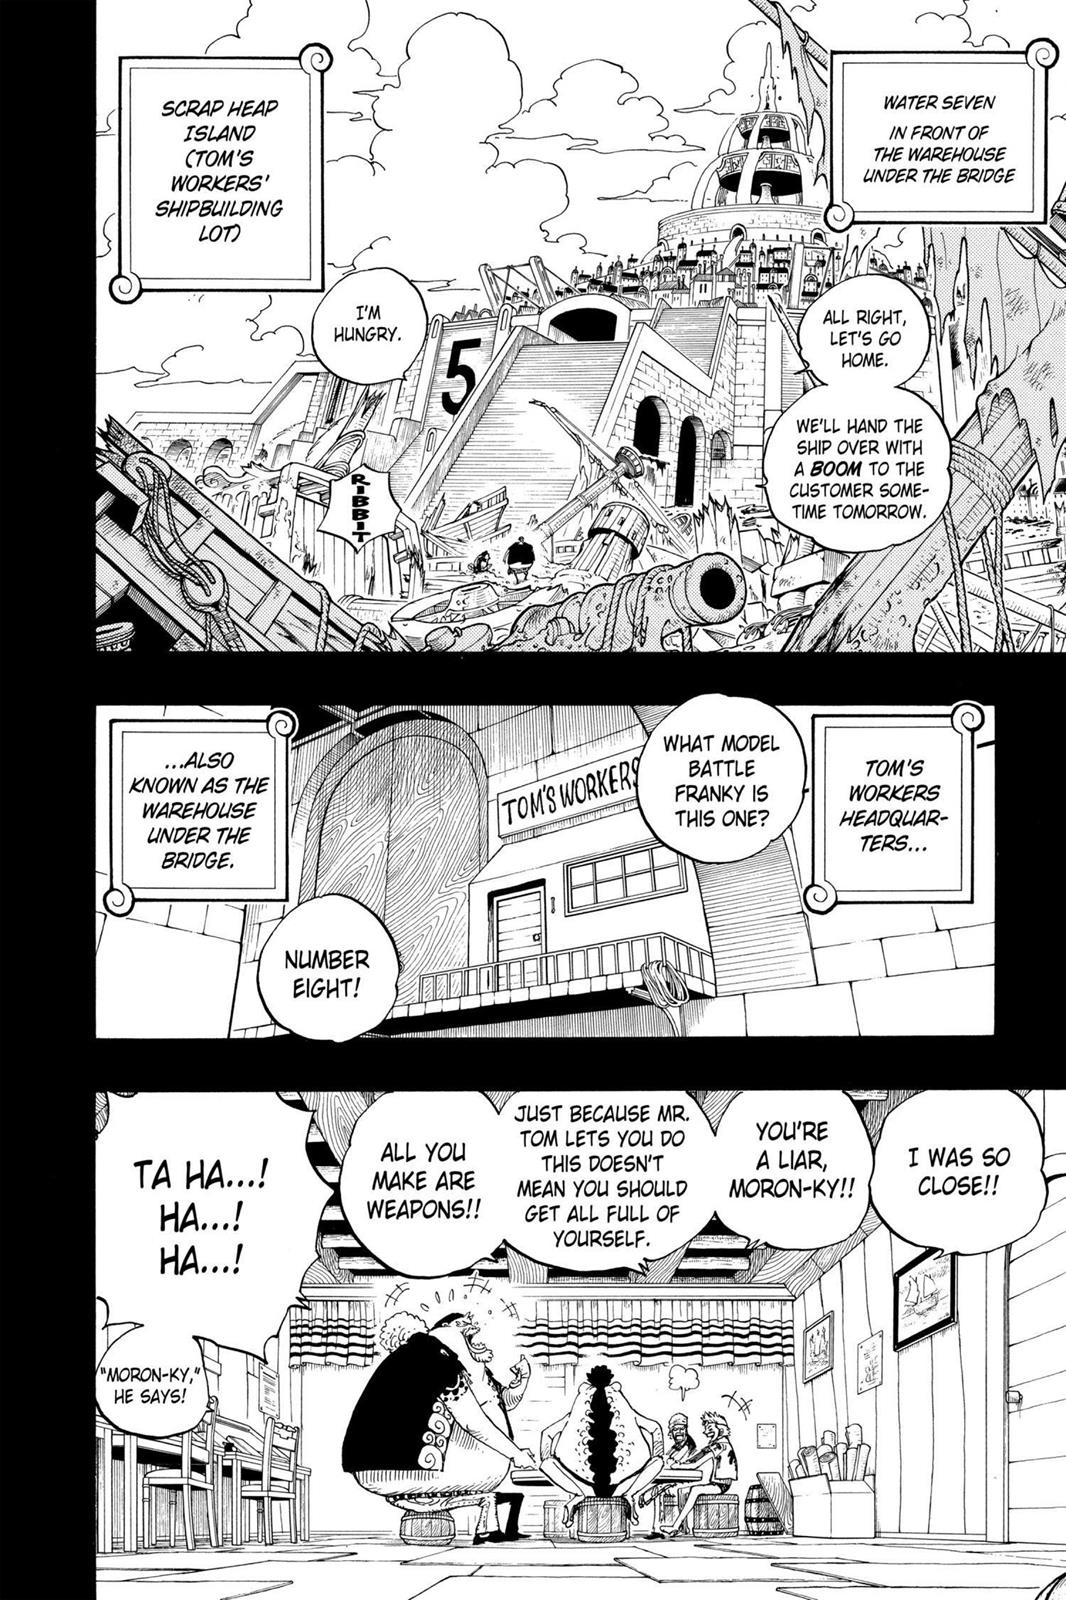 WATER SEVEN
IN FRONT OF
THE WAREHOUSE
UNDER THE BRIDGE
SCRAP HEAP
ISLAND
(TOM'S
WORKERS'
SHIPBUILDING
LOT)
ALL RIGHT,
LET'S GO
HOME.
WE'LL HAND THE
SHIP OVER WITH
A BOOM TO THE
CUSTOMER SOME-
TIME TOMORROW.
I'M
HUNGRY.
5
RIBBIT
TOM'S
WORKERS
HEADQUAR-
TERS...
...ALSO
KNOWN AS THE
WAREHOUSE
UNDER THE
BRIDGE.
WHAT MODEL
BATTLE
FRANKY IS
THIS ONE?
TOM'S WORKERS
NUMBER
EIGHT!
I WAS SO
CLOSE!!
YOU'RE
A LIAR,
MORON-KY!!
JUST BECAUSE MR.
TOM LETS YOU DO
THIS DOESN'T
MEAN YOU SHOULD
GET ALL FULL OF
YOURSELF.
ALL YOU
MAKE ARE
WEAPONS!!
TA HA...!
HA...!
HA...!
"MORON-KY,"
HE SAYS!